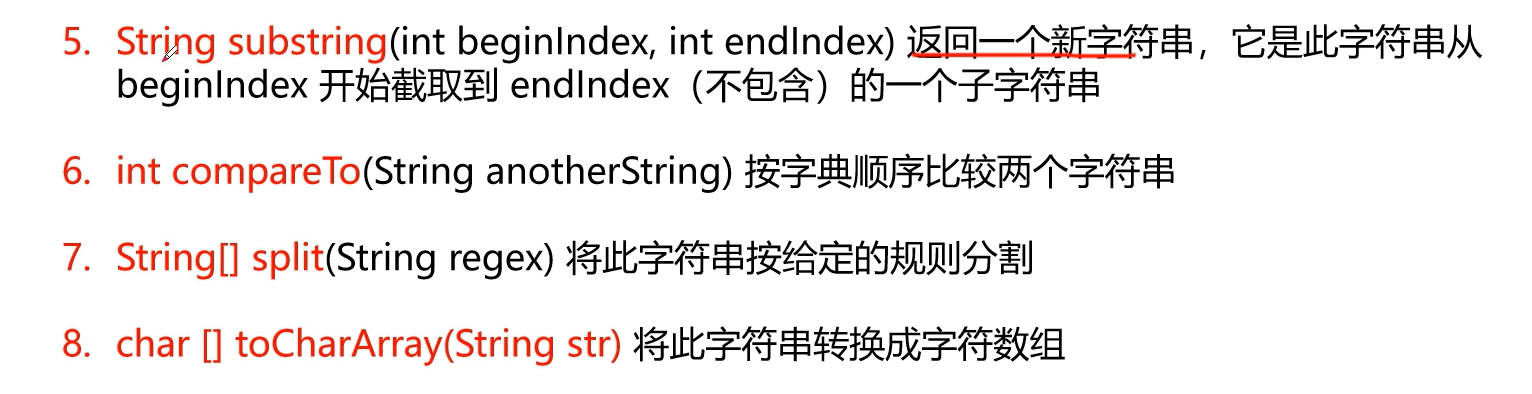 5. String substring(int beginIndex, int endIndex) 返回一个新字符串，它是此字符串从
beginIndex 开始截取到 endIndex（不包含）的一个子字符串
6. int compareTo(String anotherString) 按字典顺序比较两个字符串
7. String[] split(String regex) 将此字符串按给定的规则分割
8. char [] toCharArray(String str) 将此字符串转换成字符数组